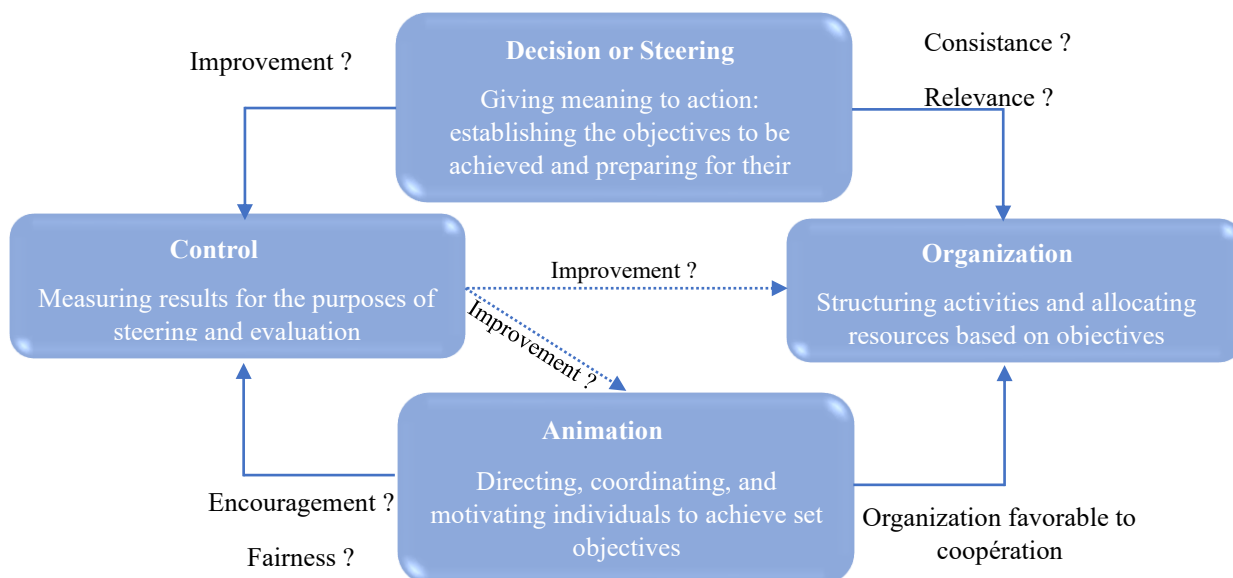 Decision or Steering
Giving meaning to action:
establishing the objectives to be
achieved and preparing for their
Improvement ?
Consistance ?
Relevance ?
Control
Measuring results for the purposes of
steering and evaluation
Improvement ?
Improvement ?
Organization
Structuring activities and allocating
resources based on objectives
Animation
Directing, coordinating, and
motivating individuals to achieve set
objectives
Encouragement ?
Fairness ?
Organization favorable to
coopération